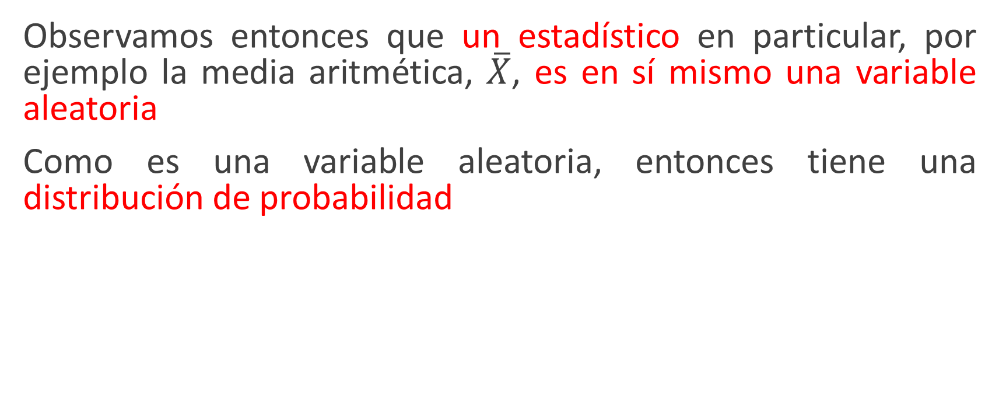 Observamos entonces que un estadístico en particular, por
ejemplo la media aritmética, X̅, es en sí mismo una variable
aleatoria
Como es una variable aleatoria, entonces tiene una
distribución de probabilidad